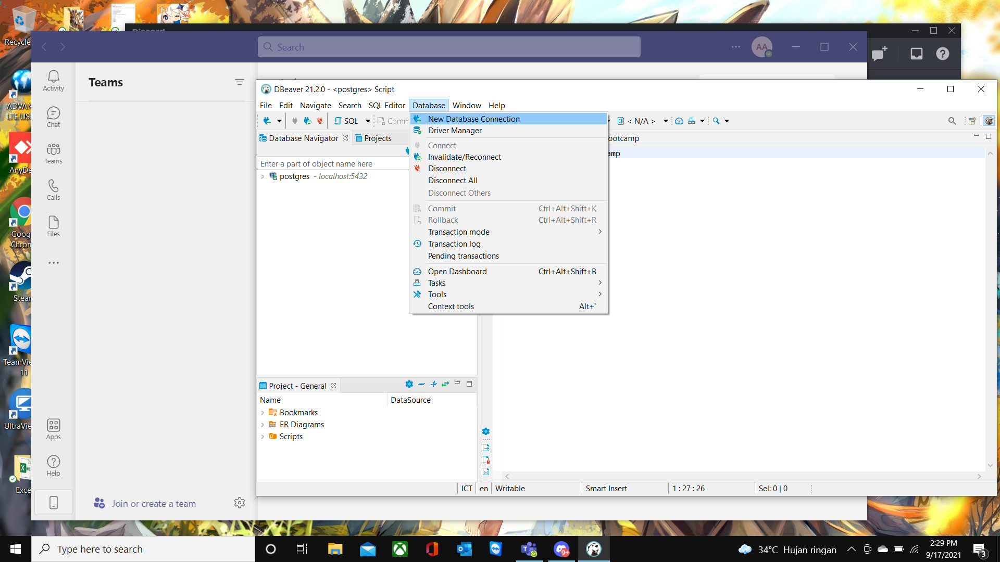 Recycle
1st
Discord
Search
AA
Activity
Chat
Teams
Calls
Files
Apps
Help
Teams
Join or create a team
ADVAN
LTE US
AnyDe
Goog
Chrom
Stear
TeamVie
11
UltraVie
Exce
DBeaver 21.2.0 - <postgres> Script
File Edit Navigate Search SQL Editor Database Window Help
SQL Comm
< N/A >
Database Navigator Projects
ootcamp
amp
Enter a part of object name here
postgres - localhost:5432
New Database Connection
Driver Manager
Connect
Invalidate/Reconnect
Disconnect
Disconnect All
Disconnect Others
Commit Ctrl+Alt+Shift+K
Rollback Ctrl+Alt+Shift+R
Transaction mode
Transaction log
Pending transactions
Open Dashboard Ctrl+Alt+Shift+B
Tasks
Tools
Context tools Alt+`
Project - General
Name DataSource
Bookmarks
ER Diagrams
Scripts
ICT en Writable Smart Insert 1 : 27 : 26 Sel: 0 | 0
Type here to search
9+
34°C Hujan ringan
2:29 PM
9/17/2021
3